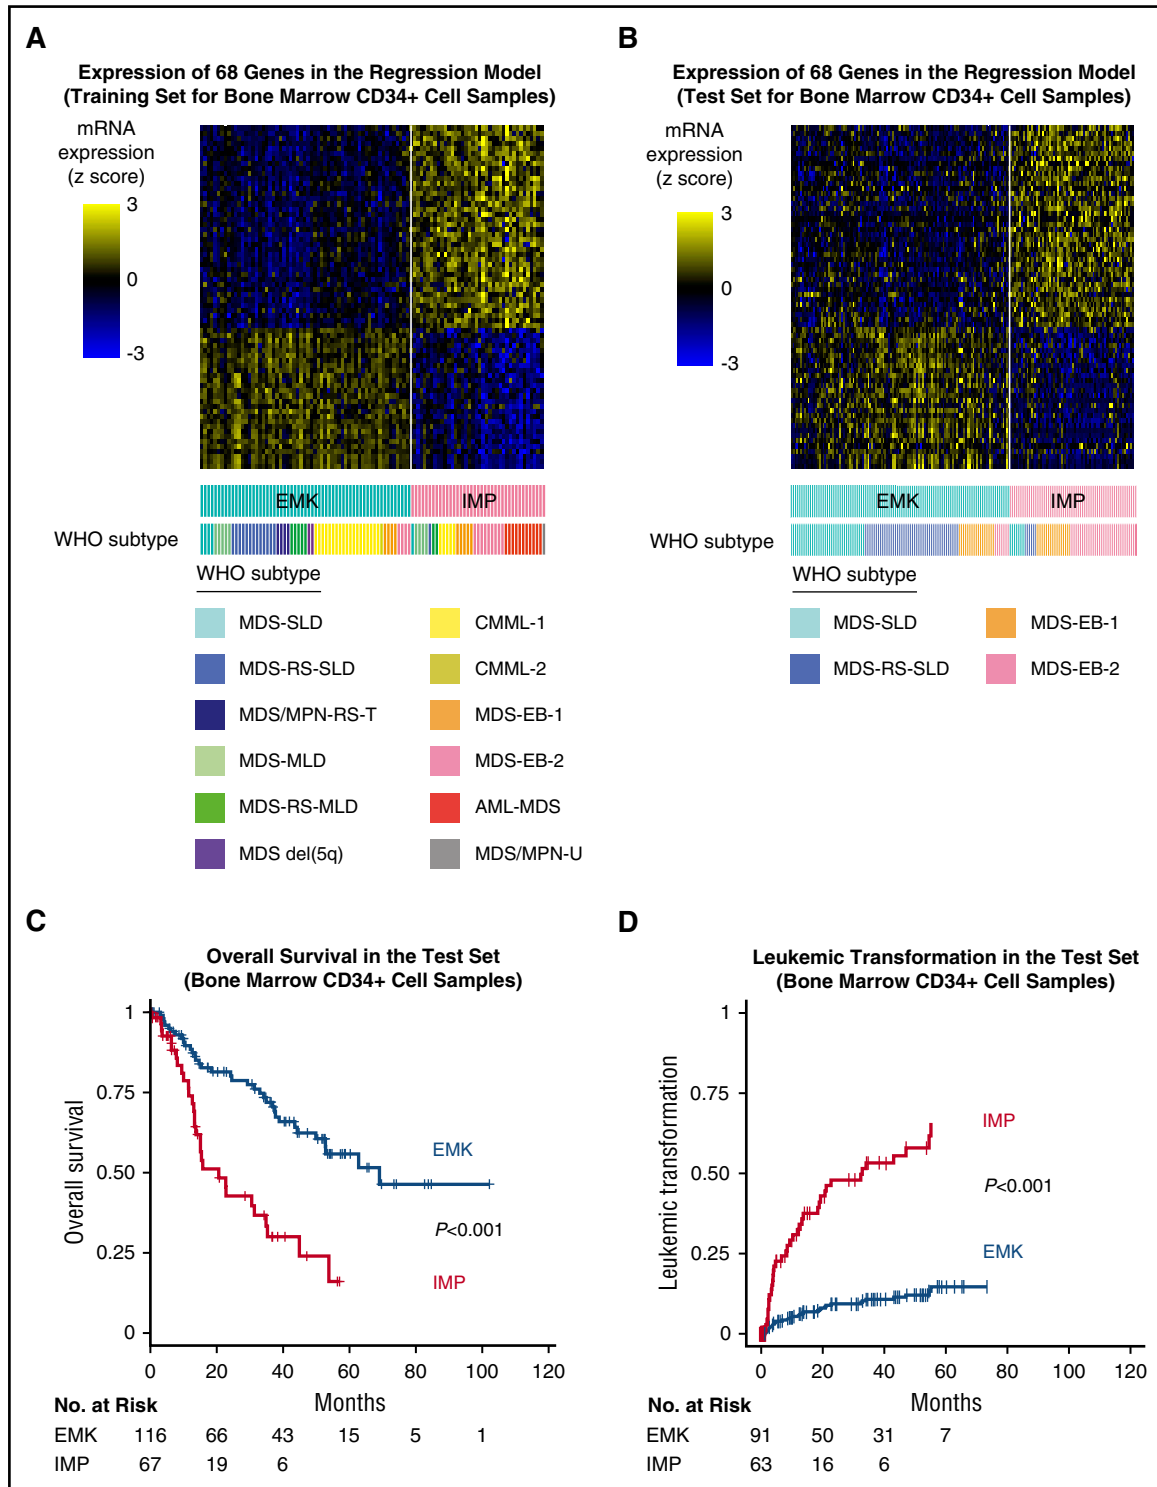 A
Expression of 68 Genes in the Regression Model
(Training Set for Bone Marrow CD34+ Cell Samples)
mRNA
expression
(z score)
3
0
-3
EMK IMP
WHO subtype
WHO subtype
MDS-SLD
MDS-RS-SLD
MDS/MPN-RS-T
MDS-MLD
MDS-RS-MLD
MDS del(5q)
CMML-1
CMML-2
MDS-EB-1
MDS-EB-2
AML-MDS
MDS/MPN-U
B
Expression of 68 Genes in the Regression Model
(Test Set for Bone Marrow CD34+ Cell Samples)
mRNA
expression
(z score)
3
0
-3
EMK IMP
WHO subtype
WHO subtype
MDS-SLD
MDS-RS-SLD
MDS-EB-1
MDS-EB-2
C
Overall Survival in the Test Set
(Bone Marrow CD34+ Cell Samples)
Overall survival
1
0.75
0.50
0.25
0
EMK
P<0.001
IMP
0 20 40 60 80 100 120
Months
No. at Risk
EMK 116 66 43 15 5 1
IMP 67 19 6
D
Leukemic Transformation in the Test Set
(Bone Marrow CD34+ Cell Samples)
Leukemic transformation
1
0.75
0.50
0.25
0
IMP
P<0.001
EMK
0 20 40 60 80 100 120
Months
No. at Risk
EMK 91 50 31 7
IMP 63 16 6